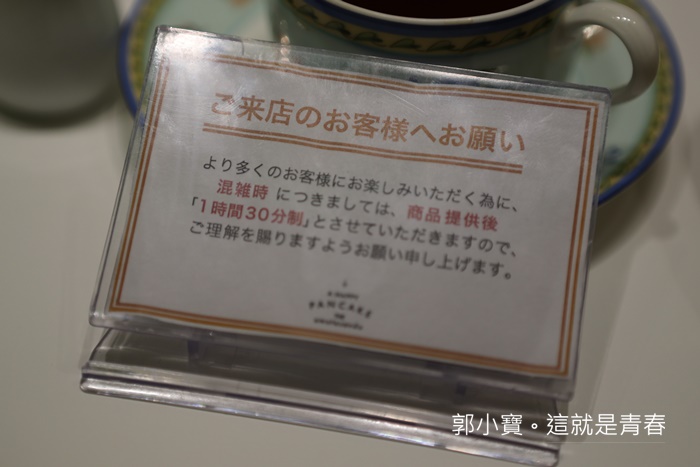 ご来店のお客様へお願い
より多くのお客様にお楽しみいただく為に、
混雑時 につきましては、商品提供後
「1時間30分制」とさせていただきますので、
ご理解を賜りますようお願い申し上げます。
PANCAKE
郭小寶。這就是青春